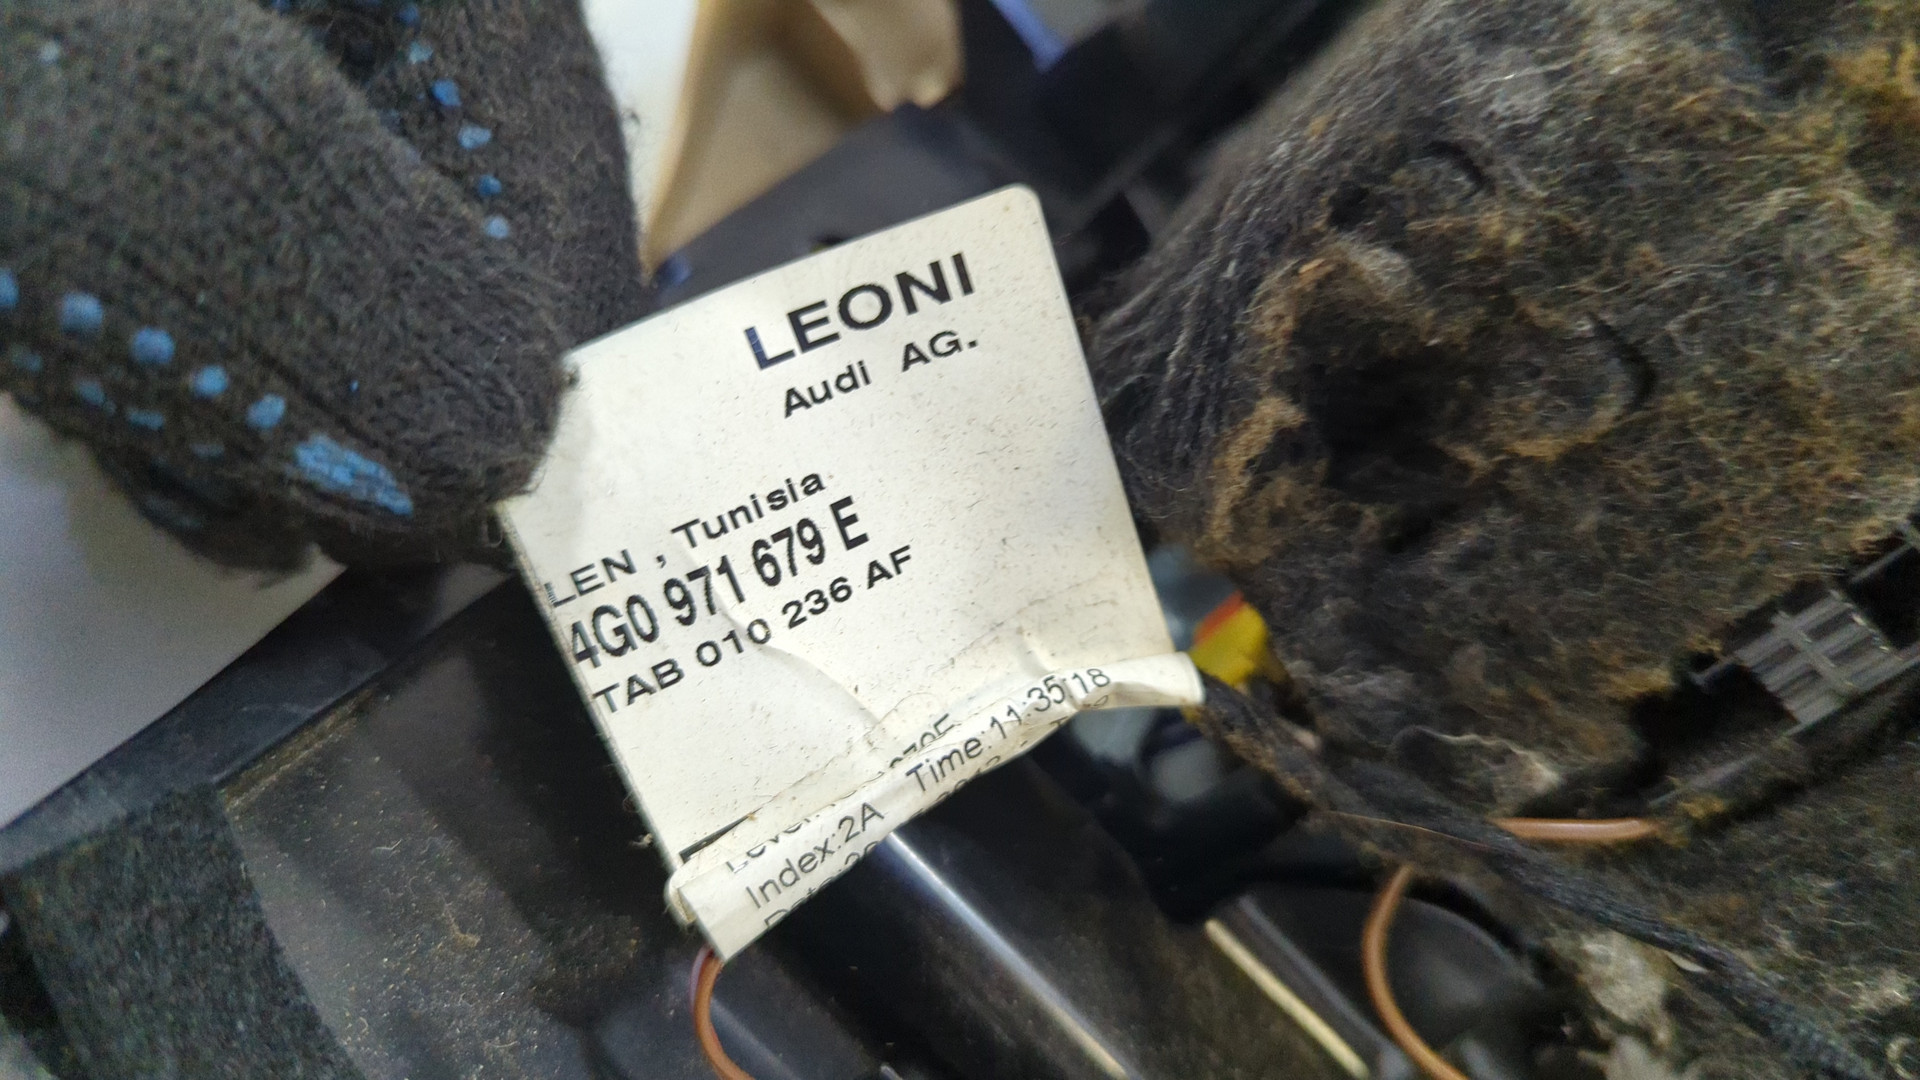 LEONI
Audi AG.
LEN , Tunisia
4G0 971 679 E
TAB 010 236 AF
Index:2A Time:11:35:18